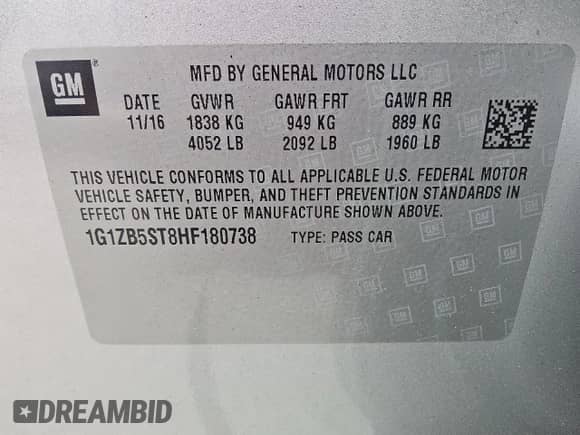 GM
®
MFD BY GENERAL MOTORS LLC
DATE GVWR GAWR FRT GAWR RR
11/16 1838 KG 949 KG 889 KG
4052 LB 2092 LB 1960 LB
THIS VEHICLE CONFORMS TO ALL APPLICABLE U.S. FEDERAL MOTOR
VEHICLE SAFETY, BUMPER, AND THEFT PREVENTION STANDARDS IN
EFFECT ON THE DATE OF MANUFACTURE SHOWN ABOVE.
1G1ZB5ST8HF180738 TYPE: PASS CAR
DREAMBID